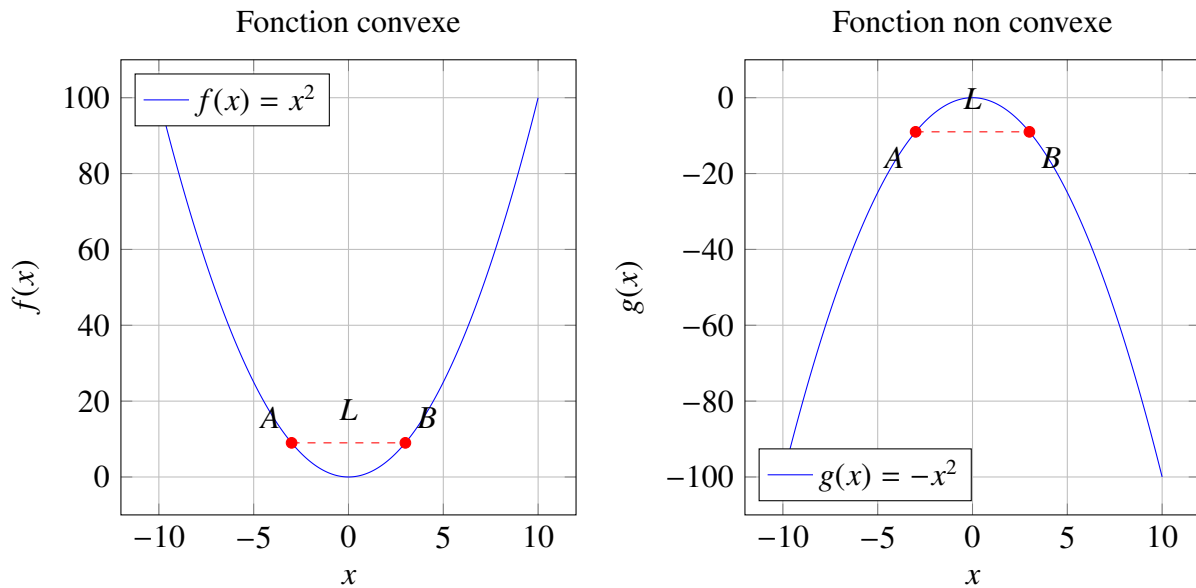 Fonction convexe
f(x) = x²
100
80
60
40
20
0
f(x)
A
L
B
−10
−5
0
5
10
x
Fonction non convexe
0
−20
−40
−60
−80
−100
g(x)
L
A
B
g(x) = −x²
−10
−5
0
5
10
x